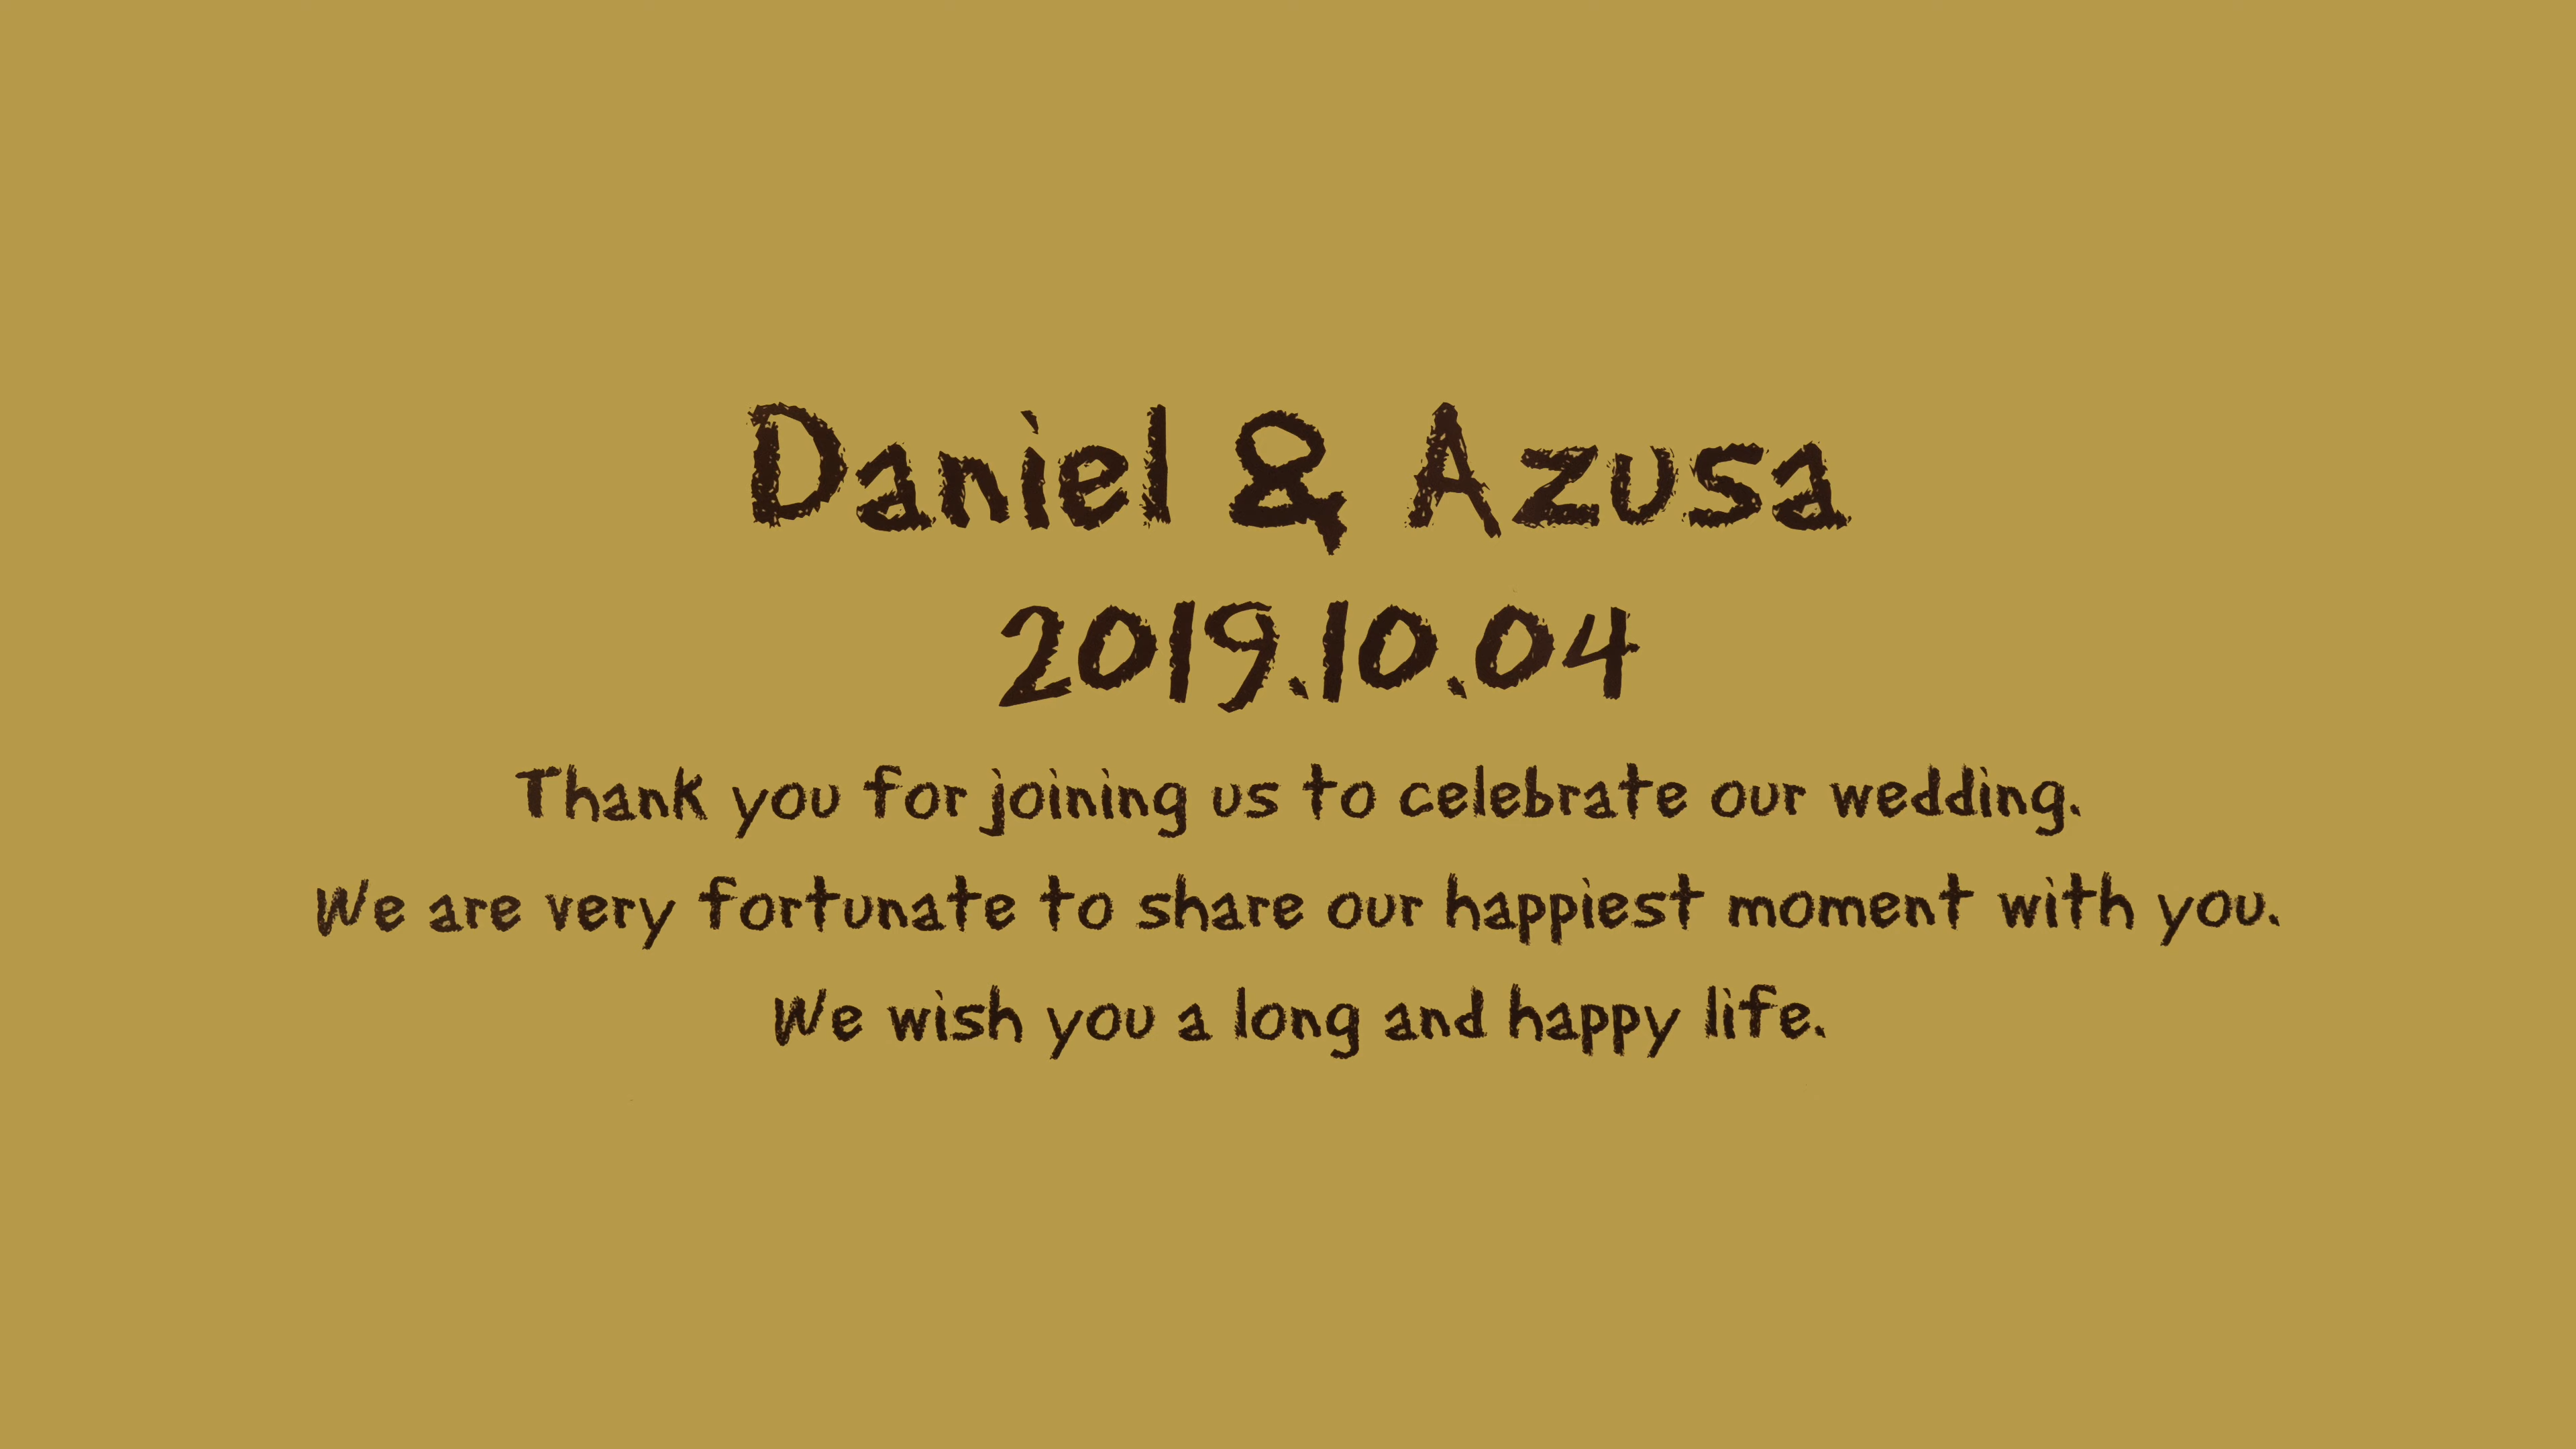 Daniel & Azusa
2019.10.04
Thank you for joining us to celebrate our wedding.
We are very fortunate to share our happiest moment with you.
We wish you a long and happy life.